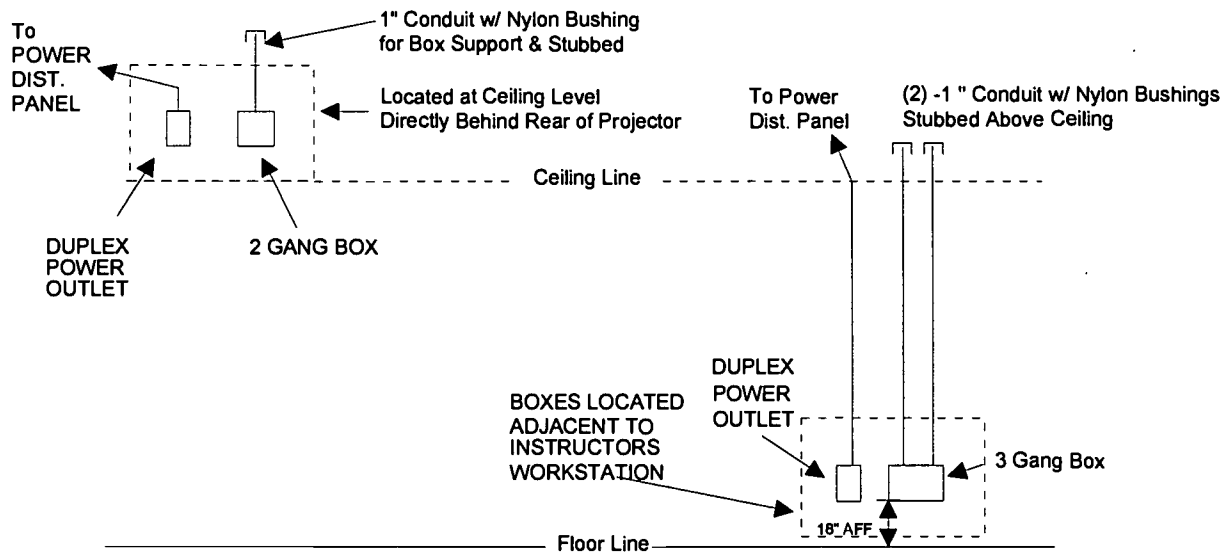 To
POWER
DIST.
PANEL
1" Conduit w/ Nylon Bushing
for Box Support & Stubbed
Located at Ceiling Level
Directly Behind Rear of Projector
To Power
Dist. Panel
(2) -1 " Conduit w/ Nylon Bushings
Stubbed Above Ceiling
Ceiling Line
DUPLEX
POWER
OUTLET
2 GANG BOX
DUPLEX
POWER
OUTLET
BOXES LOCATED
ADJACENT TO
INSTRUCTORS
WORKSTATION
3 Gang Box
18" AFF
Floor Line